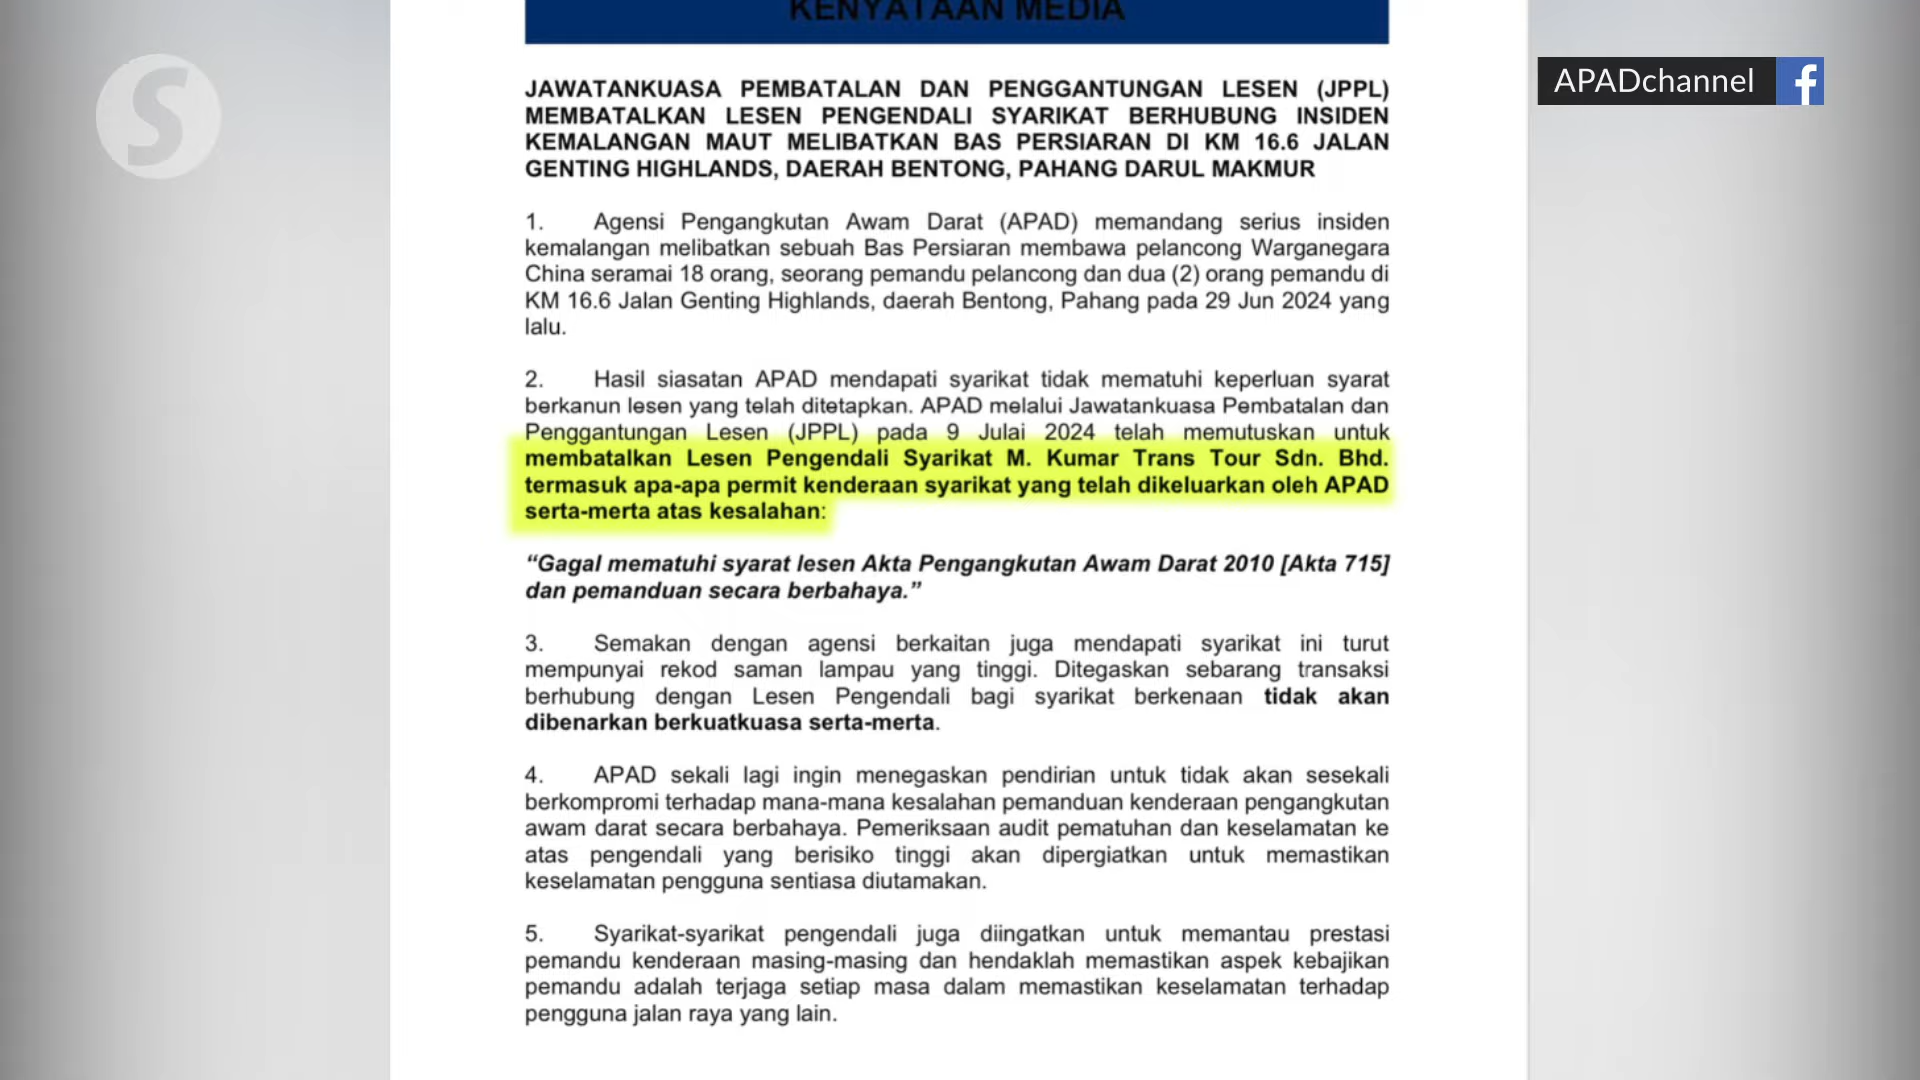 KENYATAAN MEDIA
S
APADchannel f
JAWATANKUASA PEMBATALAN DAN PENGGANTUNGAN LESEN (JPPL)
MEMBATALKAN LESEN PENGENDALI SYARIKAT BERHUBUNG INSIDEN
KEMALANGAN MAUT MELIBATKAN BAS PERSIARAN DI KM 16.6 JALAN
GENTING HIGHLANDS, DAERAH BENTONG, PAHANG DARUL MAKMUR
1. Agensi Pengangkutan Awam Darat (APAD) memandang serius insiden
kemalangan melibatkan sebuah Bas Persiaran membawa pelancong Warganegara
China seramai 18 orang, seorang pemandu pelancong dan dua (2) orang pemandu di
KM 16.6 Jalan Genting Highlands, daerah Bentong, Pahang pada 29 Jun 2024 yang
lalu.
2. Hasil siasatan APAD mendapati syarikat tidak mematuhi keperluan syarat
berkanun lesen yang telah ditetapkan. APAD melalui Jawatankuasa Pembatalan dan
Penggantungan Lesen (JPPL) pada 9 Julai 2024 telah memutuskan untuk
membatalkan Lesen Pengendali Syarikat M. Kumar Trans Tour Sdn. Bhd.
termasuk apa-apa permit kenderaan syarikat yang telah dikeluarkan oleh APAD
serta-merta atas kesalahan:
“Gagal mematuhi syarat lesen Akta Pengangkutan Awam Darat 2010 [Akta 715]
dan pemanduan secara berbahaya.”
3. Semakan dengan agensi berkaitan juga mendapati syarikat ini turut
mempunyai rekod saman lampau yang tinggi. Ditegaskan sebarang transaksi
berhubung dengan Lesen Pengendali bagi syarikat berkenaan tidak akan
dibenarkan berkuatkuasa serta-merta.
4. APAD sekali lagi ingin menegaskan pendirian untuk tidak akan sesekali
berkompromi terhadap mana-mana kesalahan pemanduan kenderaan pengangkutan
awam darat secara berbahaya. Pemeriksaan audit pematuhan dan keselamatan ke
atas pengendali yang berisiko tinggi akan dipergiatkan untuk memastikan
keselamatan pengguna sentiasa diutamakan.
5. Syarikat-syarikat pengendali juga diingatkan untuk memantau prestasi
pemandu kenderaan masing-masing dan hendaklah memastikan aspek kebajikan
pemandu adalah terjaga setiap masa dalam memastikan keselamatan terhadap
pengguna jalan raya yang lain.